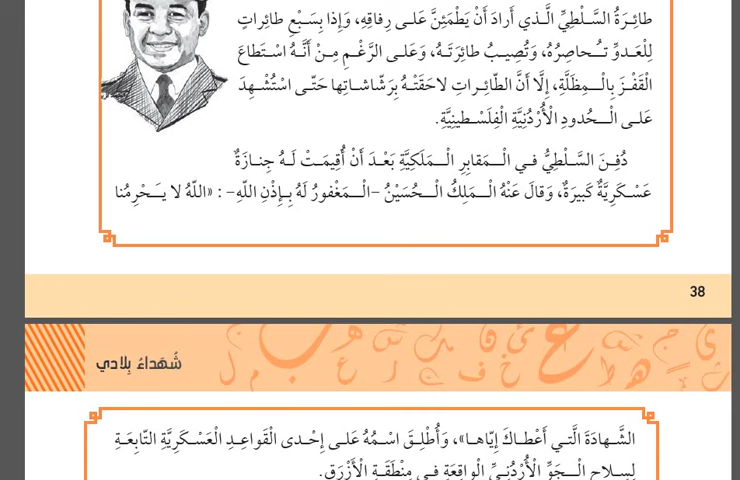 طائِرَةُ السَّلْطِيِّ الَّذي أَرادَ أَنْ يَطْمَئِنَّ عَلى رِفاقِهِ، وَإِذا بِسَبْعِ طائِراتٍ
لِلْعَدوِّ تُحاصِرُهُ، وَتُصيبُ طائِرَتَهُ، وَعَلى الرَّغْمِ مِنْ أَنَّهُ اسْتَطاعَ
الْقَفْزَ بِالْمِظَلَّةِ، إِلَّا أَنَّ الطّائِراتِ لاحَقَتْهُ بِرَشّاشاتِها حَتّى اسْتُشْهِدَ
عَلى الْحُدودِ الْأُرْدُنِيَّةِ الْفِلَسْطينِيَّةِ.
دُفِنَ السَّلْطِيُّ في الْمَقابِرِ الْمَلَكِيَّةِ بَعْدَ أَنْ أُقيمَتْ لَهُ جِنازَةٌ
عَسْكَرِيَّةٌ كَبيرَةٌ، وَقالَ عَنْهُ الْمَلِكُ الْحُسَيْنُ –الْمَغْفورُ لَهُ بِإِذْنِ اللّهِ– : «اللّهُ لا يَحْرِمُنا
38
شُهَداءُ بِلادي
الشَّهادَةَ الَّتي أَعْطاكَ إِيّاها»، وَأُطْلِقَ اسْمُهُ عَلى إِحْدى الْقَواعِدِ الْعَسْكَرِيَّةِ التّابِعَةِ
لِسِلاحِ الْجَوِّ الْأُرْدُنِيِّ الْواقِعَةِ في مِنْطَقَةِ الْأَزْرَقِ.